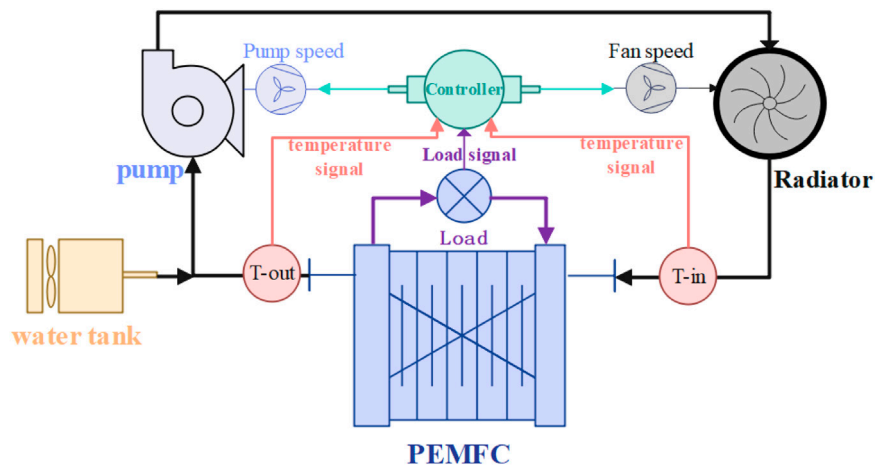 Pump speed
Fan speed
Controller
temperature
signal
Load signal
temperature
signal
pump
Radiator
Load
T-out
T-in
water tank
PEMFC